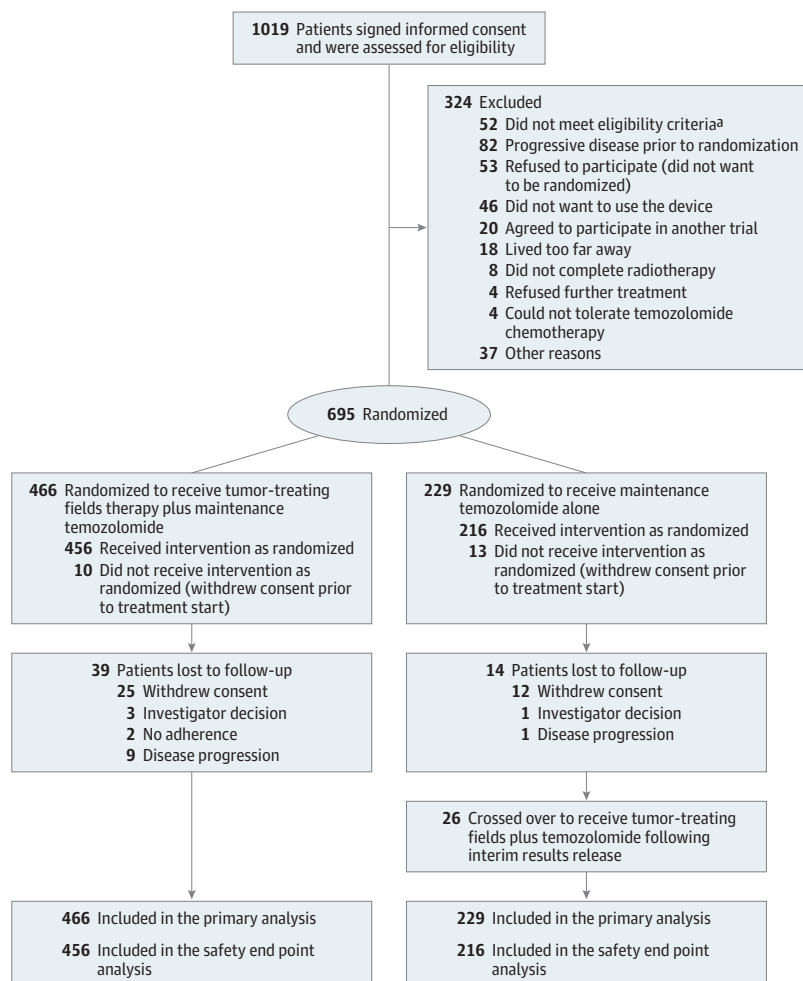 1019 Patients signed informed consent
and were assessed for eligibility
324 Excluded
52 Did not meet eligibility criteriaa
82 Progressive disease prior to randomization
53 Refused to participate (did not want
to be randomized)
46 Did not want to use the device
20 Agreed to participate in another trial
18 Lived too far away
8 Did not complete radiotherapy
4 Refused further treatment
4 Could not tolerate temozolomide
chemotherapy
37 Other reasons
695 Randomized
466 Randomized to receive tumor-treating
fields therapy plus maintenance
temozolomide
456 Received intervention as randomized
10 Did not receive intervention as
randomized (withdrew consent prior
to treatment start)
229 Randomized to receive maintenance
temozolomide alone
216 Received intervention as randomized
13 Did not receive intervention as
randomized (withdrew consent prior
to treatment start)
39 Patients lost to follow-up
25 Withdrew consent
3 Investigator decision
2 No adherence
9 Disease progression
14 Patients lost to follow-up
12 Withdrew consent
1 Investigator decision
1 Disease progression
26 Crossed over to receive tumor-treating
fields plus temozolomide following
interim results release
466 Included in the primary analysis
456 Included in the safety end point
analysis
229 Included in the primary analysis
216 Included in the safety end point
analysis